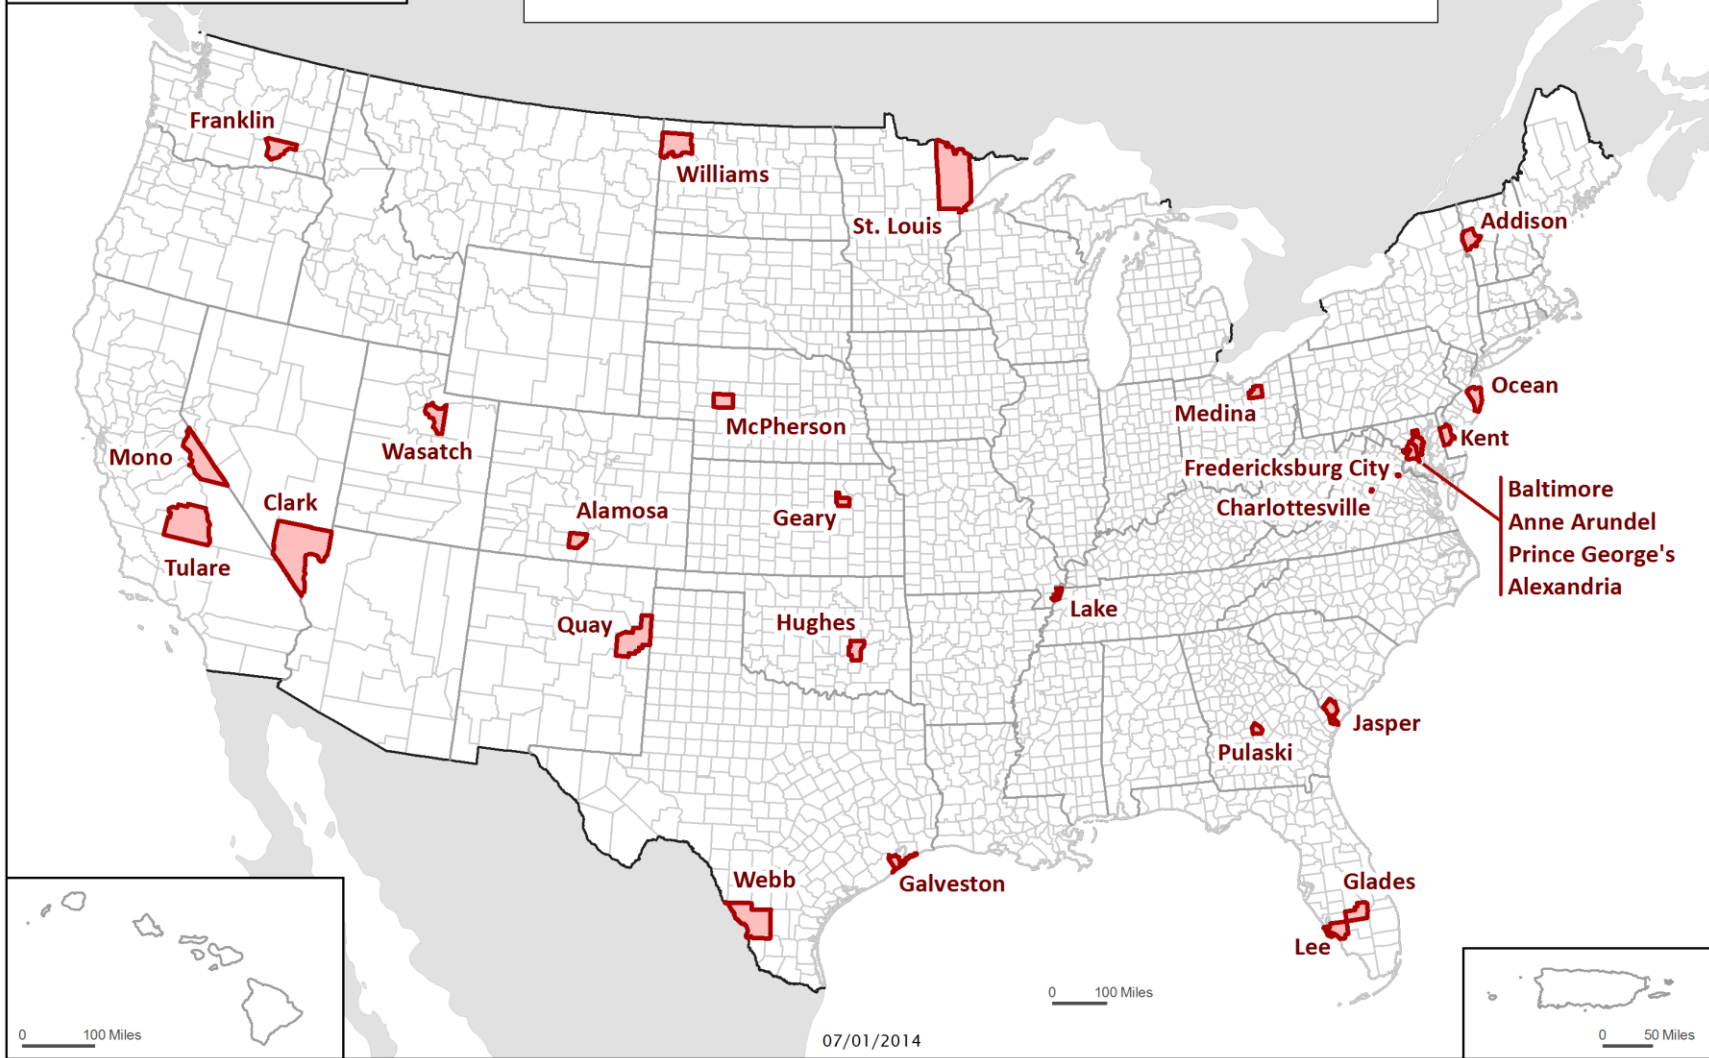 Franklin
Williams
St. Louis
Addison
Ocean
Medina
McPherson
Kent
Wasatch
Mono
Fredericksburg City
Baltimore
Clark
Charlottesville
Alamosa
Geary
Anne Arundel
Prince George's
Tulare
Alexandria
Lake
Quay
Hughes
Jasper
Pulaski
Webb
Galveston
Glades
Lee
0 100 Miles
0 100 Miles
0 50 Miles
07/01/2014